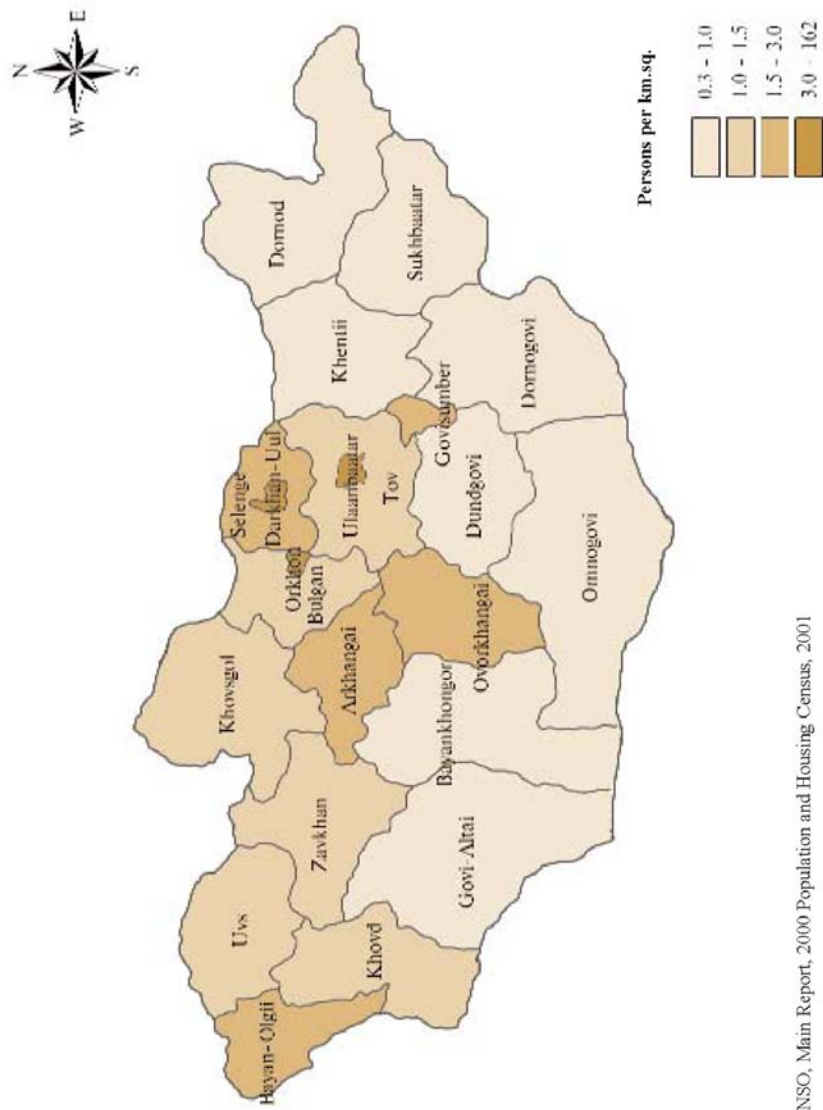 N
W E
S
Dornod
Sukhbaatar
Khentii
Dornogovi
Govisumber
Selenge
Darkhan-Uul
Ulaanbaatar
Tov
Dundgovi
Omnogovi
Orkhon
Bulgan
Khovsgol
Arkhangai
Ovorkhangai
Bayankhongor
Zavkhan
Govi-Altai
Uvs
Khovd
Bayan-Olgii
Persons per km.sq.
0.3 - 1.0
1.0 - 1.5
1.5 - 3.0
3.0 - 162
NSO, Main Report, 2000 Population and Housing Census, 2001